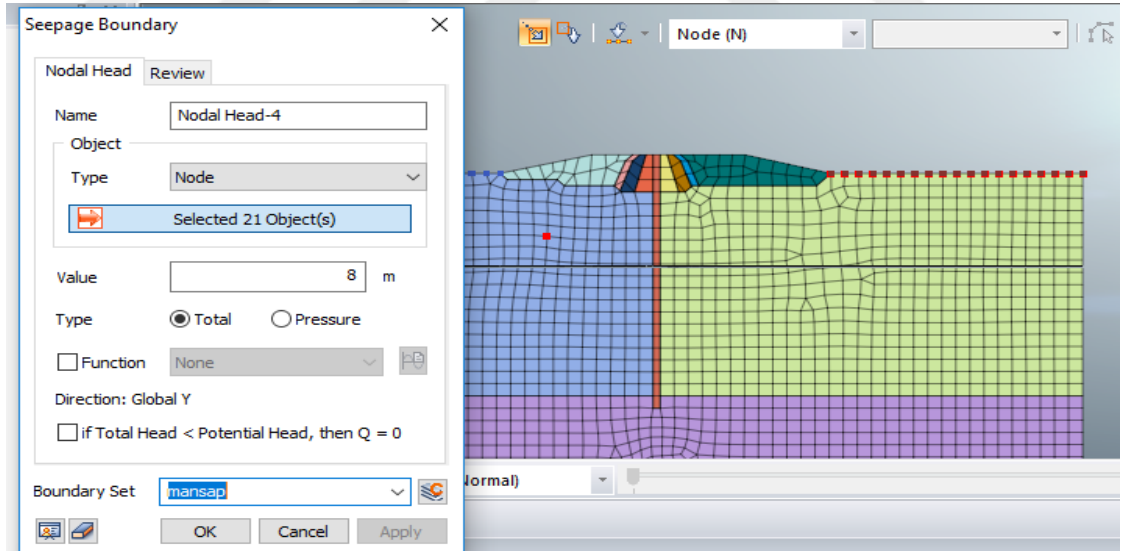 Seepage Boundary
Nodal Head Review
Name Nodal Head-4
Object
Type Node
Selected 21 Object(s)
Value 8 m
Type Total Pressure
Function None
Direction: Global Y
if Total Head < Potential Head, then Q = 0
Boundary Set mansap
OK Cancel Apply
Node (N)
Normal)